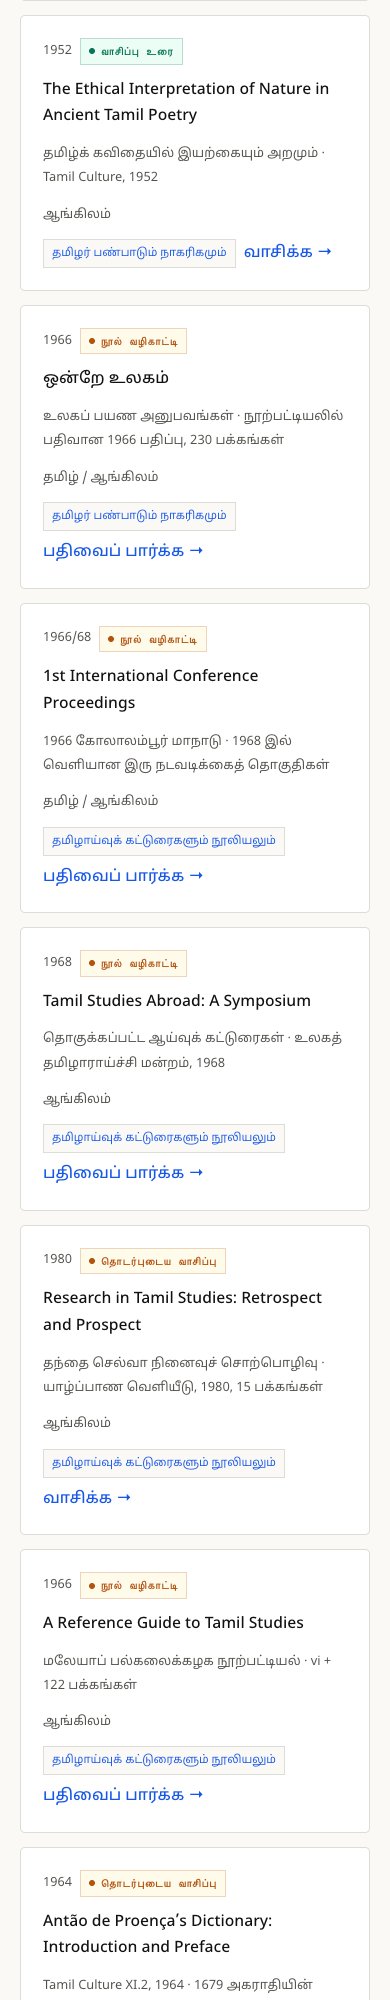 1952 வாசிப்பு உரை
The Ethical Interpretation of Nature in
Ancient Tamil Poetry
தமிழ்க் கவிதையில் இயற்கையும் அறமும் ·
Tamil Culture, 1952
ஆங்கிலம்
தமிழர் பண்பாடும் நாகரிகமும் வாசிக்க →
1966 நூல் வழிகாட்டி
ஒன்றே உலகம்
உலகப் பயண அனுபவங்கள் · நூற்பட்டியலில்
பதிவான 1966 பதிப்பு, 230 பக்கங்கள்
தமிழ் / ஆங்கிலம்
தமிழர் பண்பாடும் நாகரிகமும்
பதிவைப் பார்க்க →
1966/68 நூல் வழிகாட்டி
1st International Conference
Proceedings
1966 கோலாலம்பூர் மாநாடு · 1968 இல்
வெளியான இரு நடவடிக்கைத் தொகுதிகள்
தமிழ் / ஆங்கிலம்
தமிழாய்வுக் கட்டுரைகளும் நூலியலும்
பதிவைப் பார்க்க →
1968 நூல் வழிகாட்டி
Tamil Studies Abroad: A Symposium
தொகுக்கப்பட்ட ஆய்வுக் கட்டுரைகள் · உலகத்
தமிழாராய்ச்சி மன்றம், 1968
ஆங்கிலம்
தமிழாய்வுக் கட்டுரைகளும் நூலியலும்
பதிவைப் பார்க்க →
1980 தொடர்புடைய வாசிப்பு
Research in Tamil Studies: Retrospect
and Prospect
தந்தை செல்வா நினைவுச் சொற்பொழிவு ·
யாழ்ப்பாண வெளியீடு, 1980, 15 பக்கங்கள்
ஆங்கிலம்
தமிழாய்வுக் கட்டுரைகளும் நூலியலும்
வாசிக்க →
1966 நூல் வழிகாட்டி
A Reference Guide to Tamil Studies
மலேயாப் பல்கலைக்கழக நூற்பட்டியல் · vi +
122 பக்கங்கள்
ஆங்கிலம்
தமிழாய்வுக் கட்டுரைகளும் நூலியலும்
பதிவைப் பார்க்க →
1964 தொடர்புடைய வாசிப்பு
Antão de Proença’s Dictionary:
Introduction and Preface
Tamil Culture XI.2, 1964 · 1679 அகராதியின்